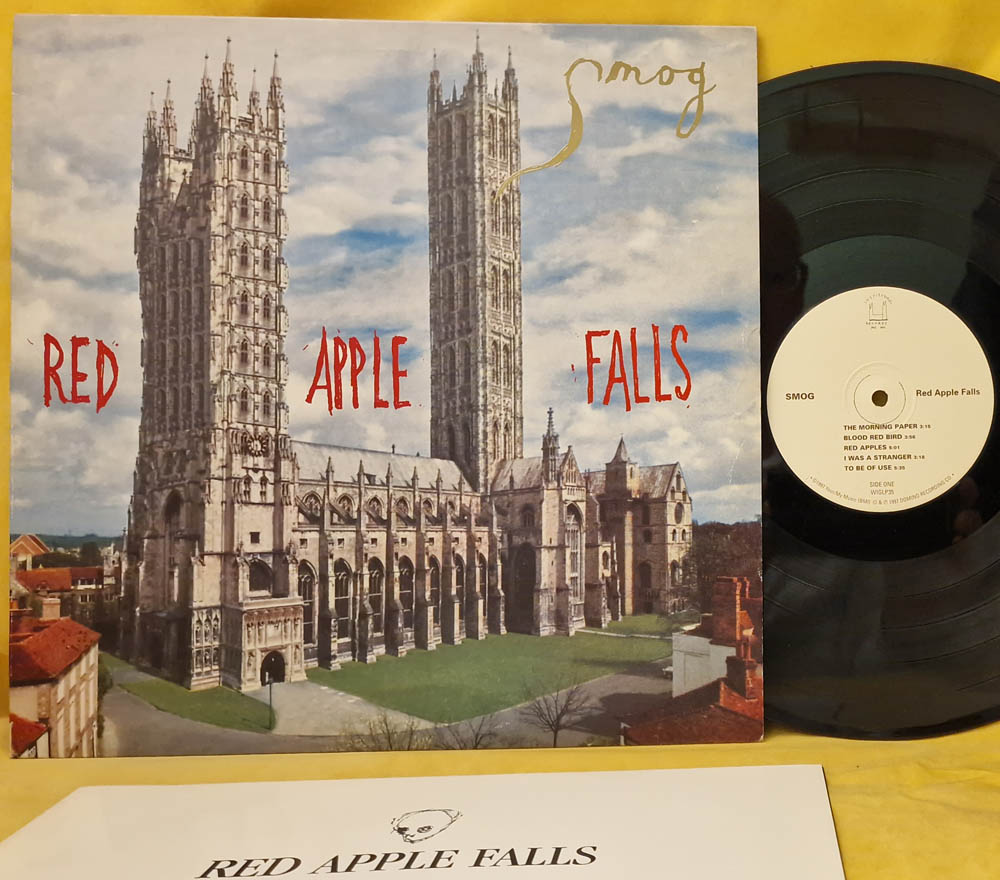 smog
RED APPLE FALLS
SMOG
Red Apple Falls
THE MORNING PAPER 3:15
BLOOD RED BIRD 3:56
RED APPLES 5:01
I WAS A STRANGER 3:18
TO BE OF USE 5:35
SIDE ONE
WIGLP35
RED APPLE FALLS